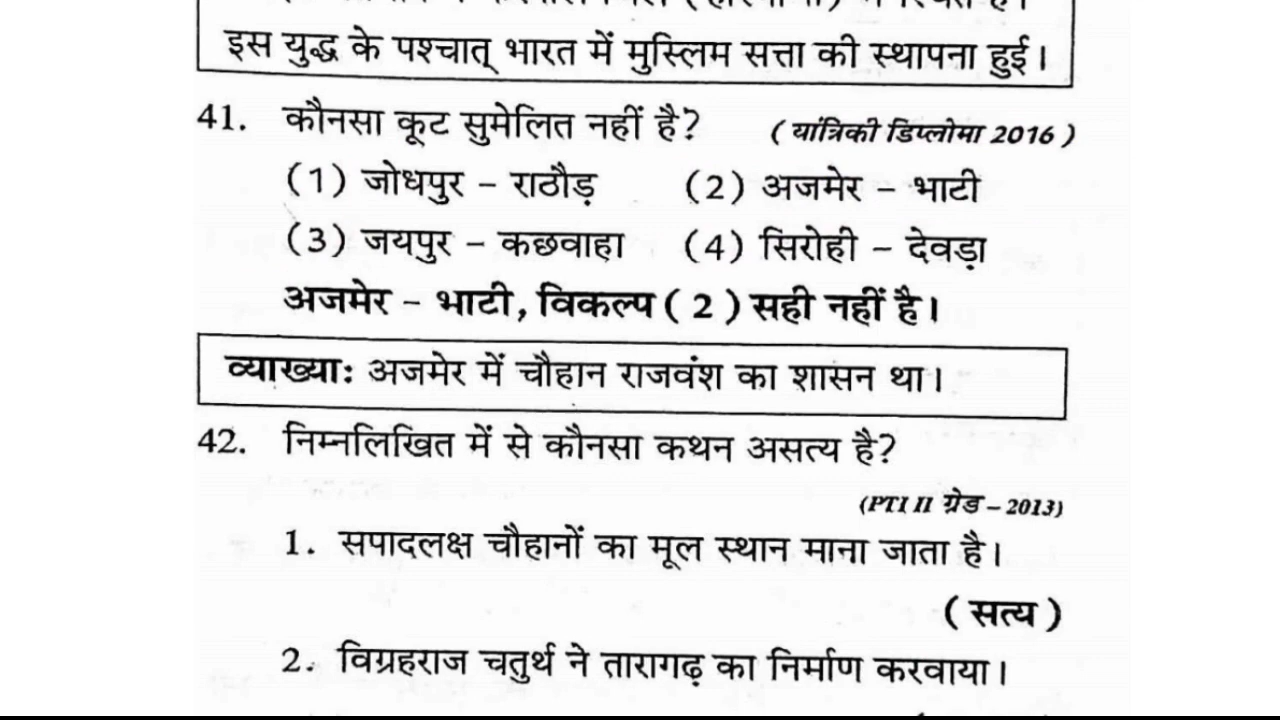 इस युद्ध के पश्चात् भारत में मुस्लिम सत्ता की स्थापना हुई।
41. कौनसा कूट सुमेलित नहीं है? (यांत्रिकी डिप्लोमा 2016)
(1) जोधपुर – राठौड़ (2) अजमेर – भाटी
(3) जयपुर – कछवाहा (4) सिरोही – देवड़ा
अजमेर – भाटी, विकल्प (2) सही नहीं है।
व्याख्या: अजमेर में चौहान राजवंश का शासन था।
42. निम्नलिखित में से कौनसा कथन असत्य है?
(PTI II ग्रेड – 2013)
1. सपादलक्ष चौहानों का मूल स्थान माना जाता है।
(सत्य)
2. विग्रहराज चतुर्थ ने तारागढ़ का निर्माण करवाया।